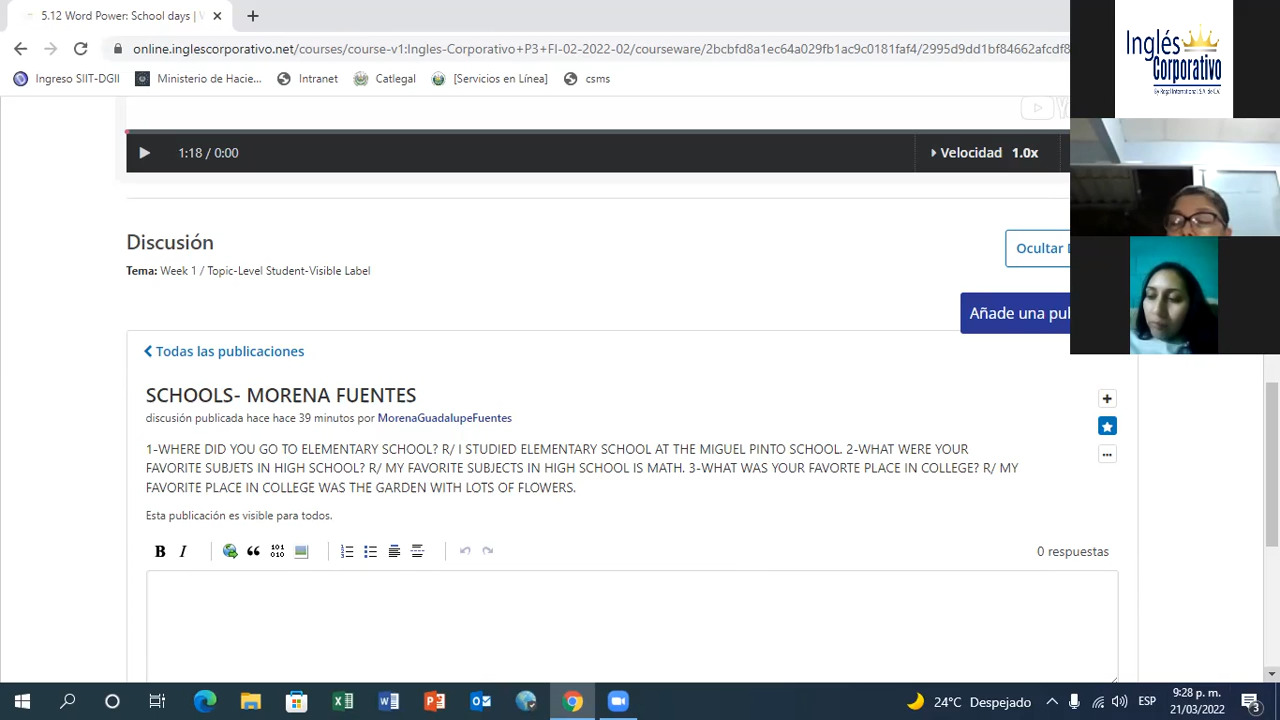 5.12 Word Power: School days |
online.inglescorporativo.net/courses/course-v1:Ingles-Corporativo+P3+FI-02-2022-02/courseware/2bcbfd8a1ec64a029fb1ac9c0181faf4/2995d9dd1bf84662afcdf8
Ingreso SIIT-DGII
Ministerio de Hacie...
Intranet
Catlegal
[Servicios en Línea]
csms
Inglés
Corporativo
1:18 / 0:00
Velocidad 1.0x
Discusión
Tema: Week 1 / Topic-Level Student-Visible Label
Ocultar
Añade una pul
Todas las publicaciones
SCHOOLS- MORENA FUENTES
discusión publicada hace hace 39 minutos por MorenaGuadalupeFuentes
1-WHERE DID YOU GO TO ELEMENTARY SCHOOL? R/ I STUDIED ELEMENTARY SCHOOL AT THE MIGUEL PINTO SCHOOL. 2-WHAT WERE YOUR
FAVORITE SUBJETS IN HIGH SCHOOL? R/ MY FAVORITE SUBJECTS IN HIGH SCHOOL IS MATH. 3-WHAT WAS YOUR FAVORTE PLACE IN COLLEGE? R/ MY
FAVORITE PLACE IN COLLEGE WAS THE GARDEN WITH LOTS OF FLOWERS.
Esta publicación es visible para todos.
B I
0 respuestas
24°C Despejado
ESP
9:28 p. m.
21/03/2022
3